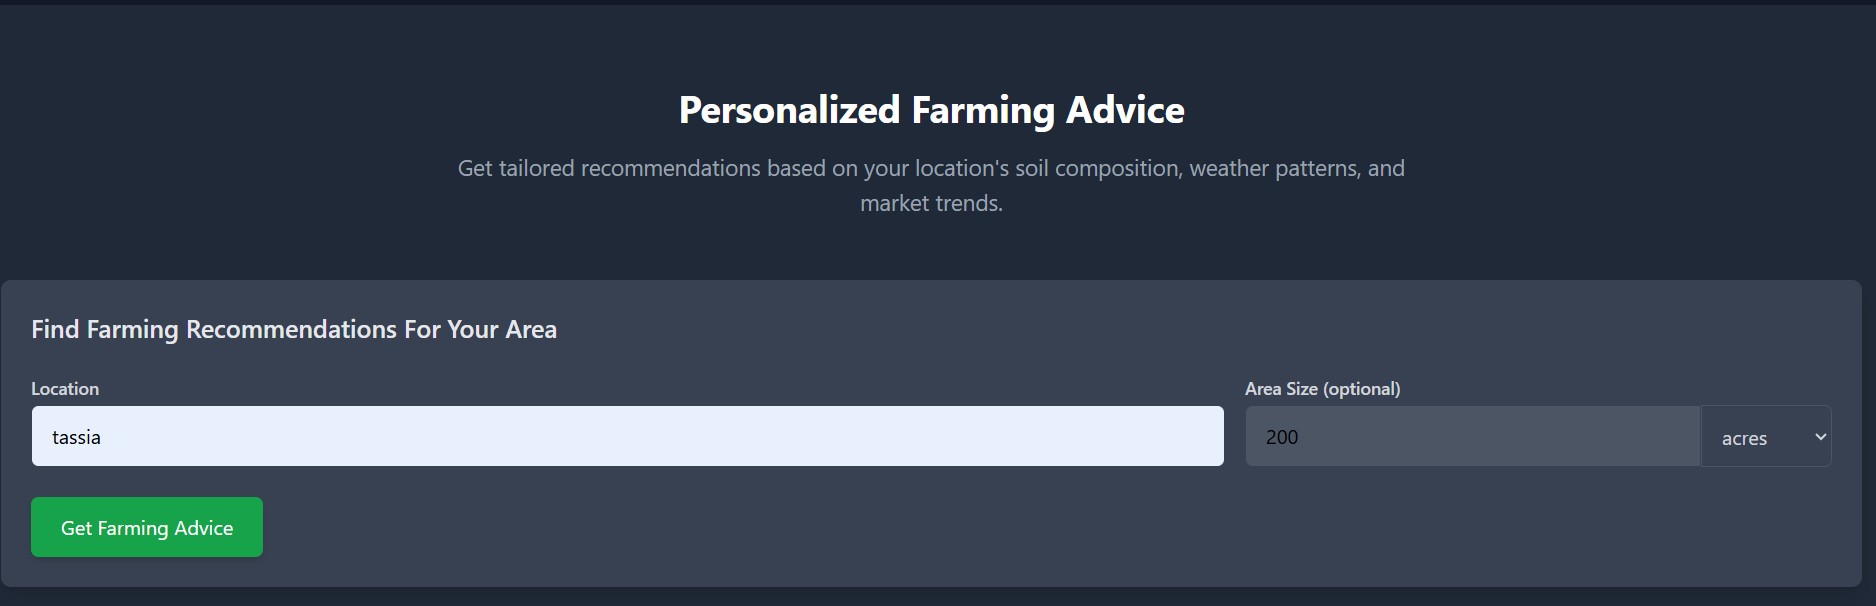 Personalized Farming Advice
Get tailored recommendations based on your location's soil composition, weather patterns, and
market trends.
Find Farming Recommendations For Your Area
Location
Area Size (optional)
tassia
200
acres
Get Farming Advice